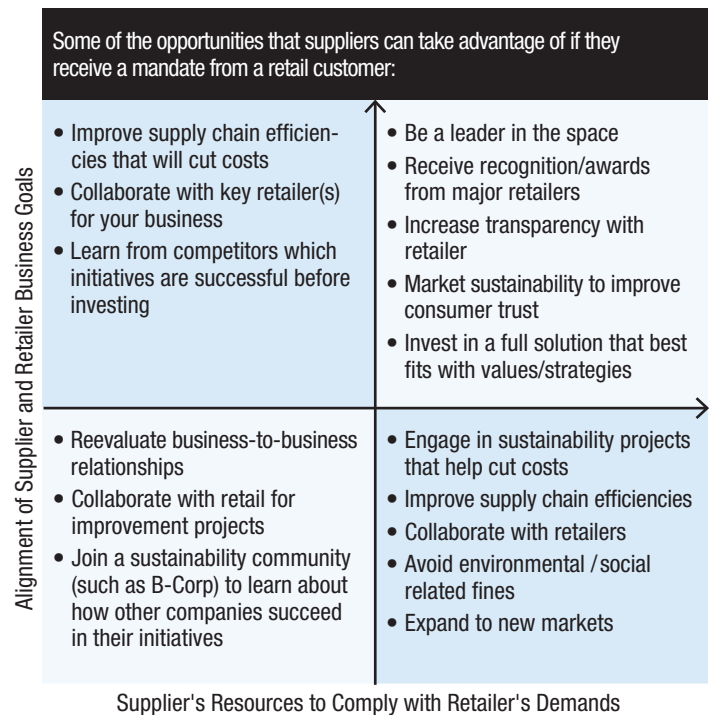 Some of the opportunities that suppliers can take advantage of if they
receive a mandate from a retail customer:
Alignment of Supplier and Retailer Business Goals
• Improve supply chain efficien-
cies that will cut costs
• Collaborate with key retailer(s)
for your business
• Learn from competitors which
initiatives are successful before
investing
• Be a leader in the space
• Receive recognition/awards
from major retailers
• Increase transparency with
retailer
• Market sustainability to improve
consumer trust
• Invest in a full solution that best
fits with values/strategies
• Reevaluate business-to-business
relationships
• Collaborate with retail for
improvement projects
• Join a sustainability community
(such as B-Corp) to learn about
how other companies succeed
in their initiatives
• Engage in sustainability projects
that help cut costs
• Improve supply chain efficiencies
• Collaborate with retailers
• Avoid environmental / social
related fines
• Expand to new markets
Supplier's Resources to Comply with Retailer's Demands